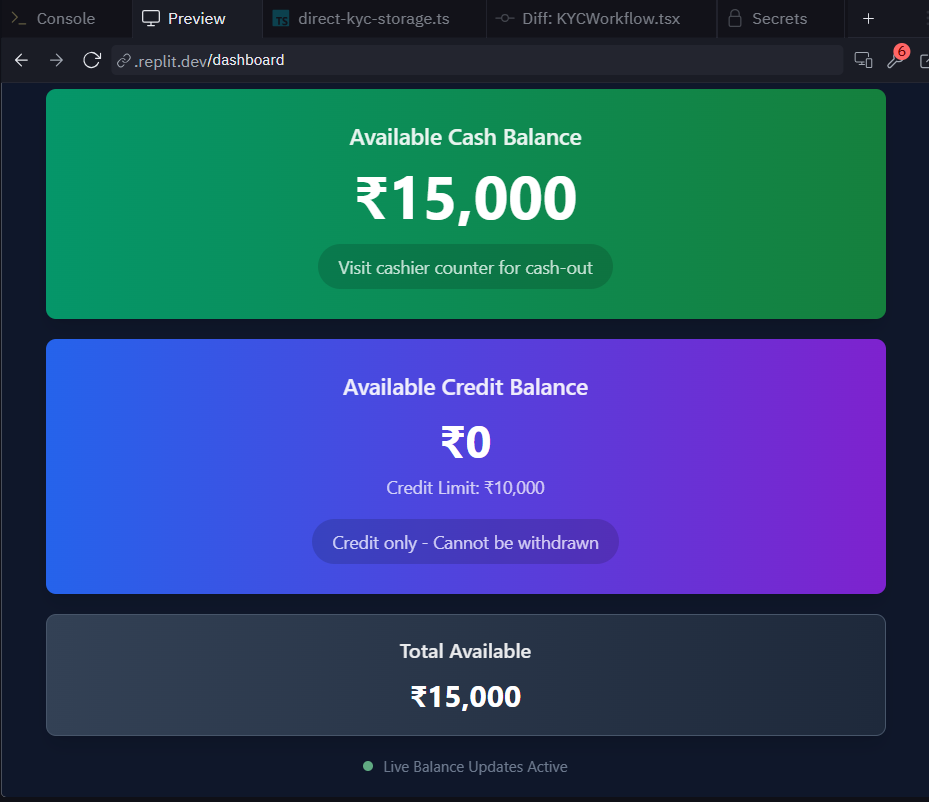 Console
Preview
TS direct-kyc-storage.ts
Diff: KYCWorkflow.tsx
Secrets
.replit.dev/dashboard
6
Available Cash Balance
₹15,000
Visit cashier counter for cash-out
Available Credit Balance
₹0
Credit Limit: ₹10,000
Credit only - Cannot be withdrawn
Total Available
₹15,000
Live Balance Updates Active